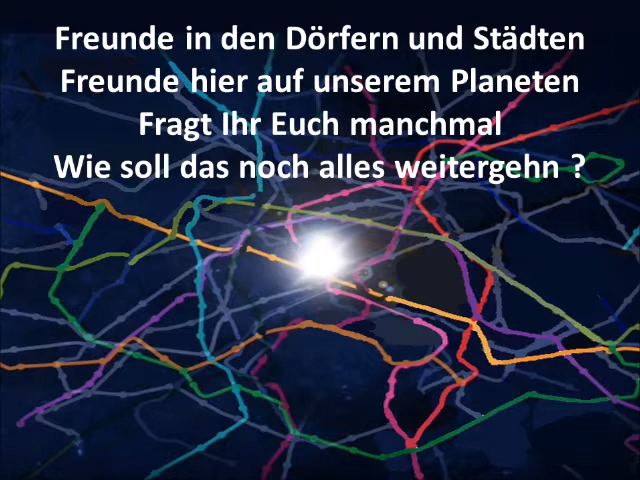 Freunde in den Dörfern und Städten
Freunde hier auf unserem Planeten
Fragt Ihr Euch manchmal
Wie soll das noch alles weitergehn ?